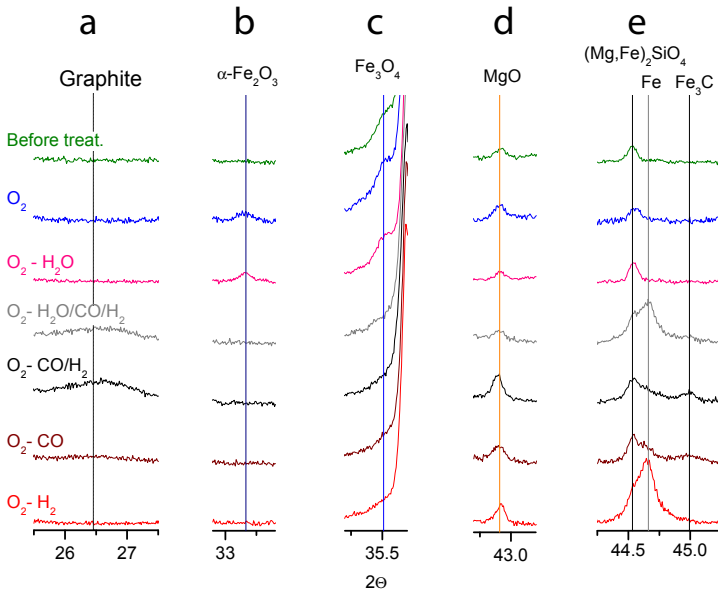 a b c d e
Graphite α-Fe₂O₃ Fe₃O₄ MgO (Mg,Fe)₂SiO₄
Fe Fe₃C
Before treat.
O₂
O₂ - H₂O
O₂- H₂O/CO/H₂
O₂- CO/H₂
O₂ - CO
O₂ - H₂
26 27 33 35.5 43.0 44.5 45.0
2Θ